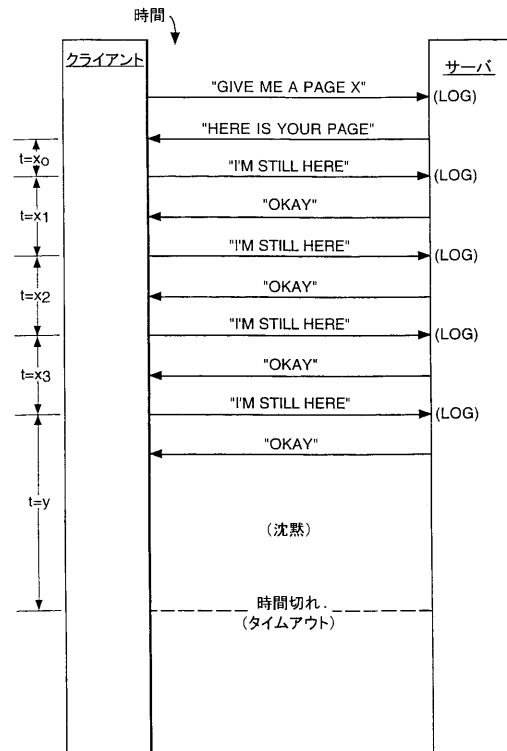 時間
クライアント
サーバ
"GIVE ME A PAGE X"
(LOG)
"HERE IS YOUR PAGE"
t=x0
"I'M STILL HERE"
(LOG)
t=x1
"OKAY"
"I'M STILL HERE"
(LOG)
t=x2
"OKAY"
"I'M STILL HERE"
(LOG)
t=x3
"OKAY"
"I'M STILL HERE"
(LOG)
"OKAY"
t=y
(沈黙)
時間切れ.
(タイムアウト)